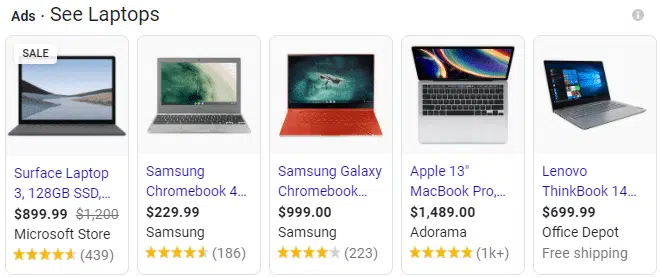 Ads · See Laptops
SALE
Surface Laptop
3, 128GB SSD,...
$899.99 $1,200
Microsoft Store
(439)
Samsung
Chromebook 4...
$229.99
Samsung
(186)
Samsung Galaxy
Chromebook...
$999.00
Samsung
(223)
Apple 13"
MacBook Pro,...
$1,489.00
Adorama
(1k+)
Lenovo
ThinkBook 14...
$699.99
Office Depot
Free shipping